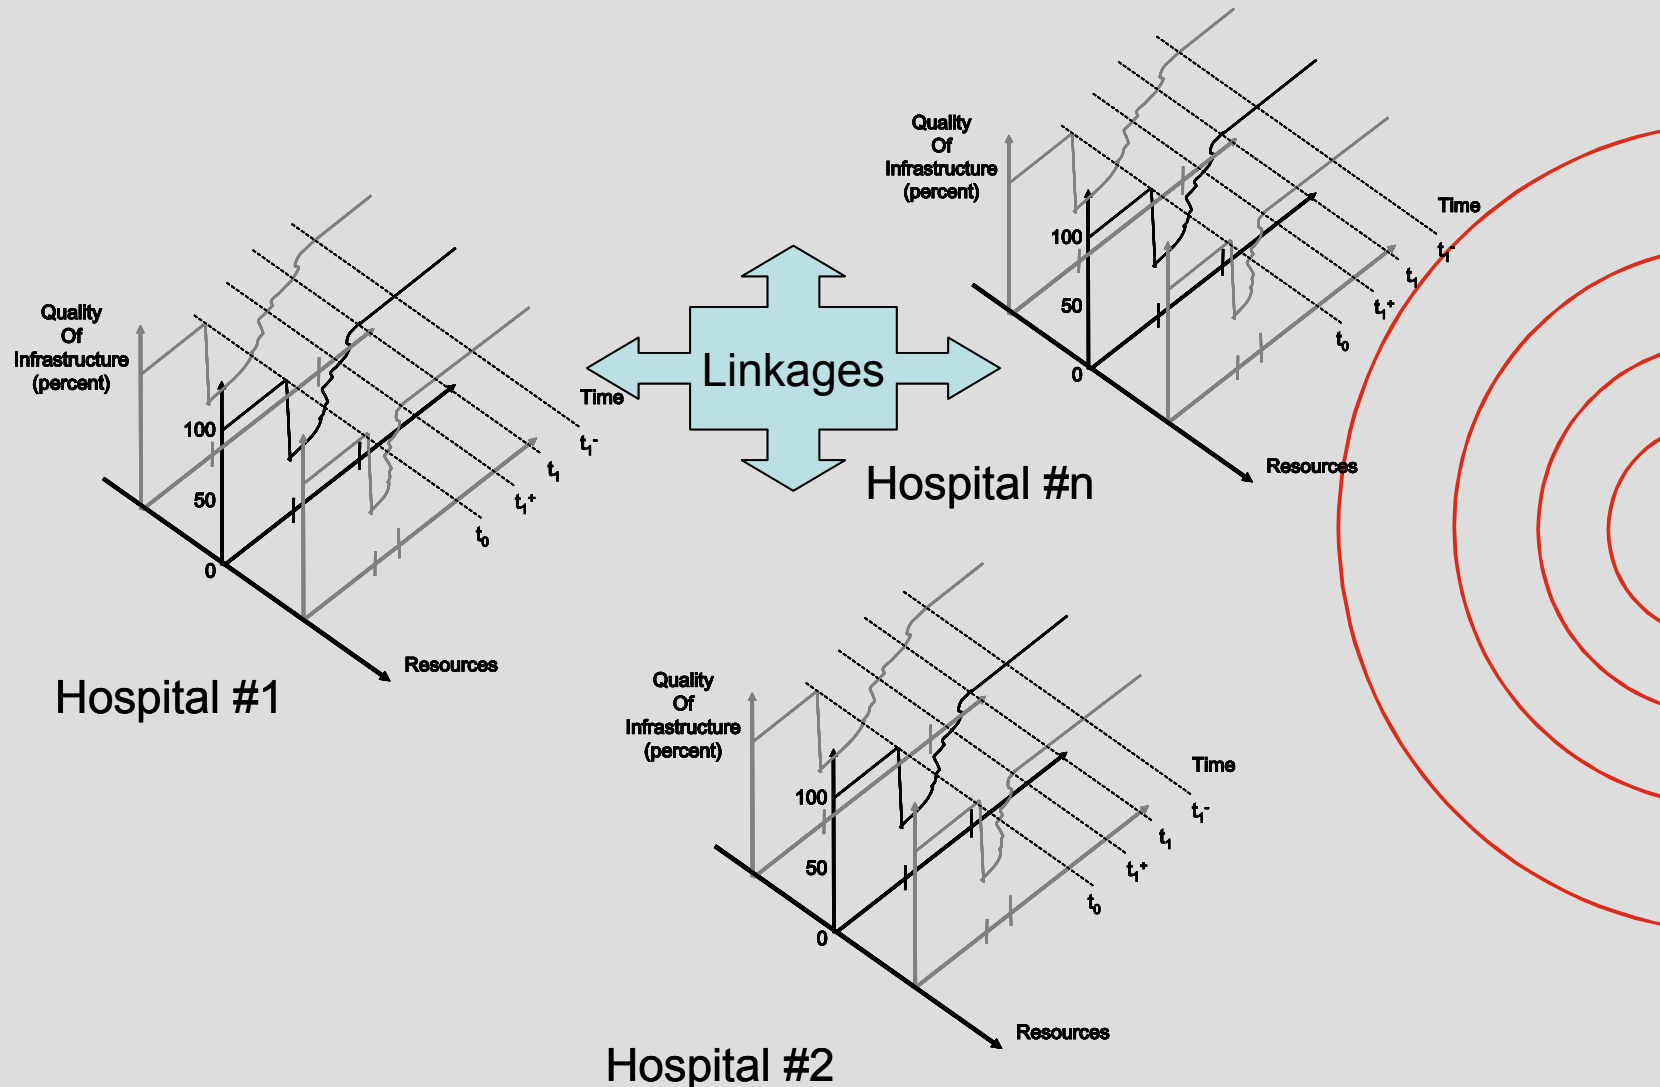 Quality
Of
Infrastructure
(percent)
100
50
0
Time
t₁⁻
t₁
t₁⁺
t₀
Resources
Hospital #1
Linkages
Quality
Of
Infrastructure
(percent)
100
50
0
Time
t₁⁻
t₁
t₁⁺
t₀
Resources
Hospital #n
Quality
Of
Infrastructure
(percent)
100
50
0
Time
t₁⁻
t₁
t₁⁺
t₀
Resources
Hospital #2